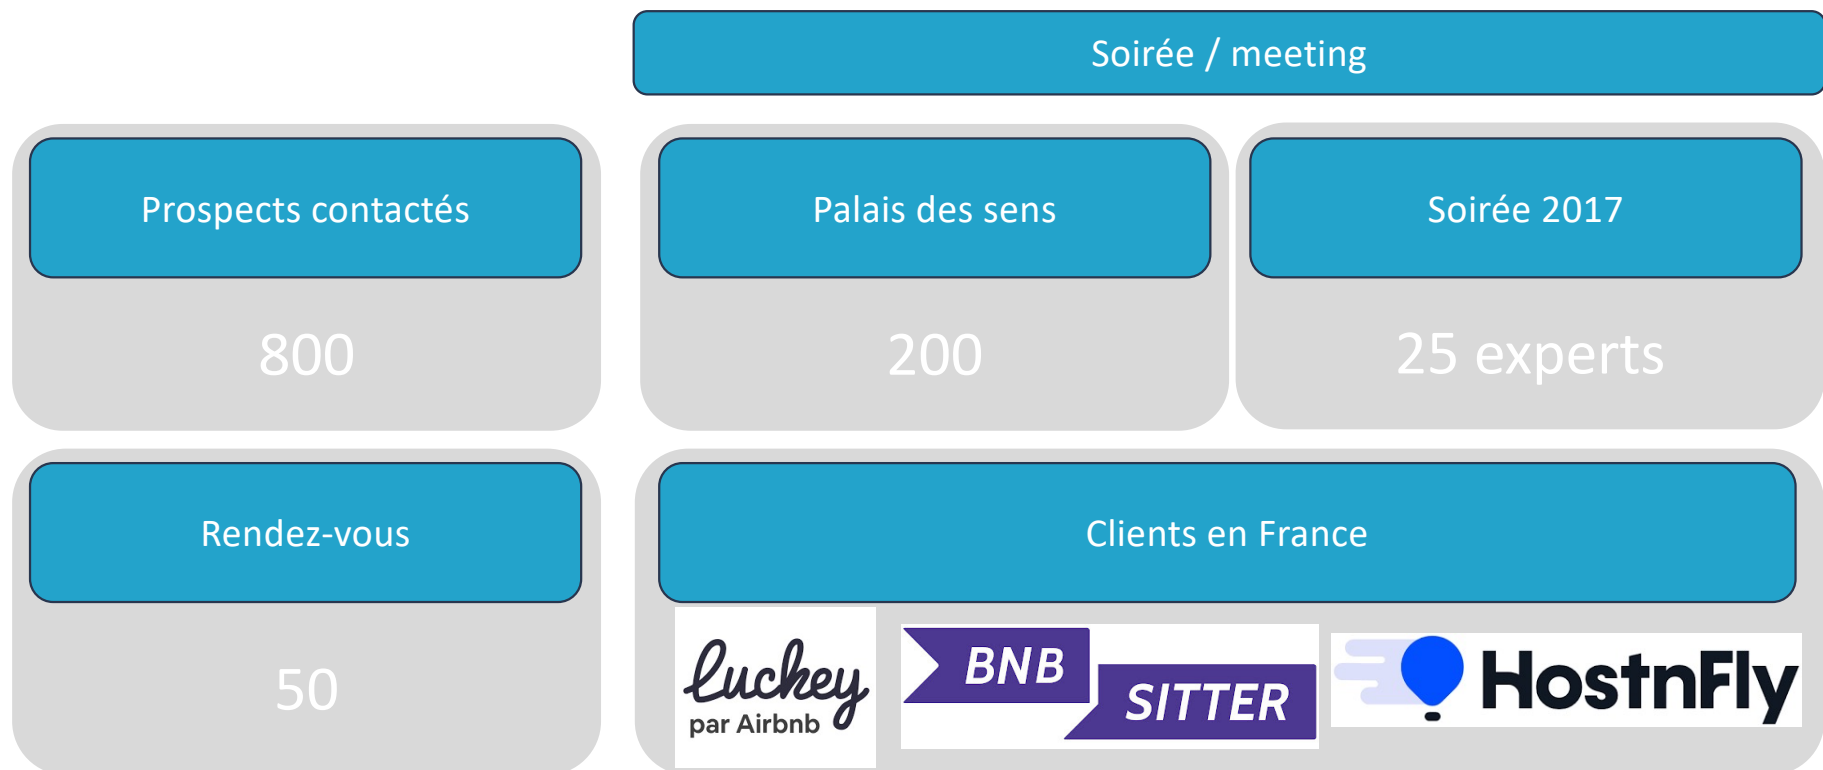 Soirée / meeting
Prospects contactés
Palais des sens
Soirée 2017
800
200
25 experts
Rendez-vous
Clients en France
50
luckey
par Airbnb
BNB
SITTER
HostnFly